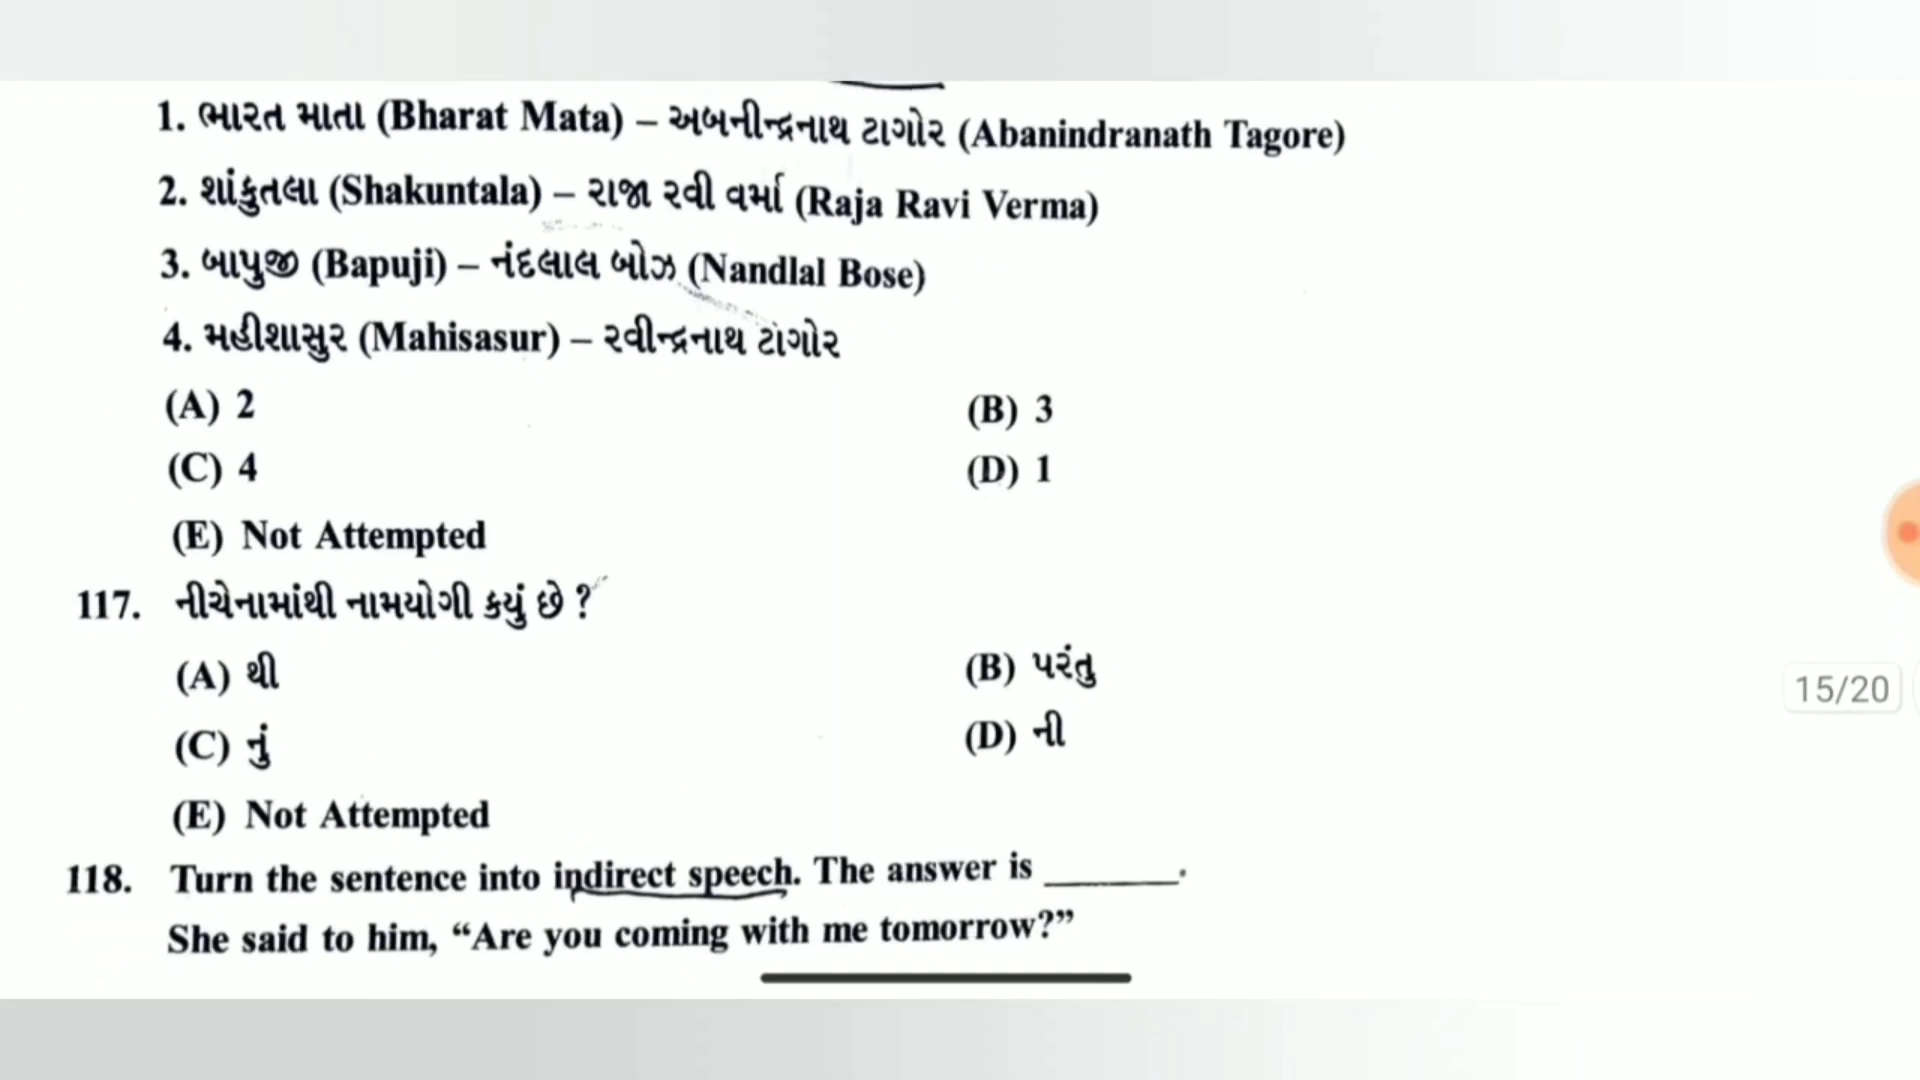 1. ભારત માતા (Bharat Mata) – અબનીન્દ્રનાથ ટાગોર (Abanindranath Tagore)
2. શાંકુતલા (Shakuntala) – રાજા રવી વર્મા (Raja Ravi Verma)
3. બાપુજી (Bapuji) – નંદલાલ બોઝ (Nandlal Bose)
4. મહીશાસુર (Mahisasur) – રવીન્દ્રનાથ ટાગોર
(A) 2 (B) 3
(C) 4 (D) 1
(E) Not Attempted
117. નીચેનામાંથી નામયોગી કયું છે ?
(A) થી (B) પરંતુ
(C) નું (D) ની
(E) Not Attempted
15/20
118. Turn the sentence into indirect speech. The answer is ________.
She said to him, “Are you coming with me tomorrow?”